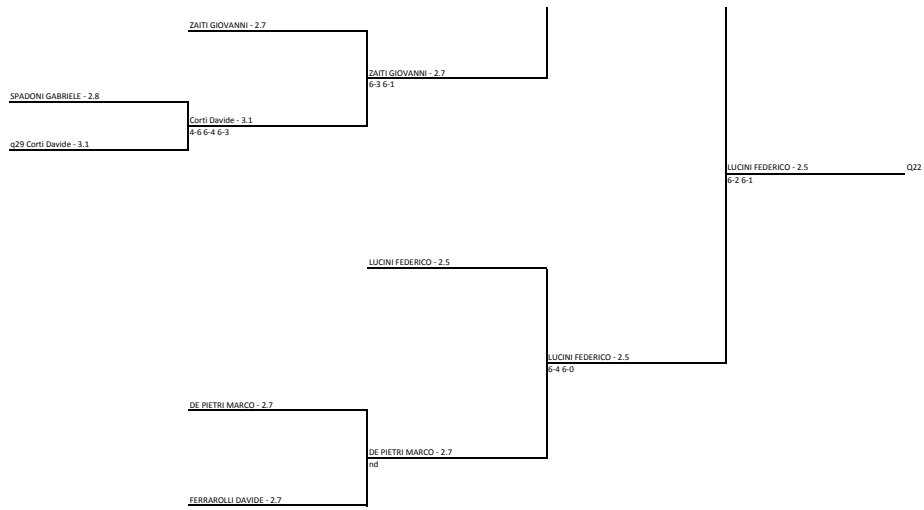 ZAITI GIOVANNI - 2.7
ZAITI GIOVANNI - 2.7
6-3 6-1
SPADONI GABRIELE - 2.8
Corti Davide - 3.1
4-6 6-4 6-3
q29 Corti Davide - 3.1
LUCINI FEDERICO - 2.5
Q22
6-2 6-1
LUCINI FEDERICO - 2.5
LUCINI FEDERICO - 2.5
6-4 6-0
DE PIETRI MARCO - 2.7
DE PIETRI MARCO - 2.7
nd
FERRAROLLI DAVIDE - 2.7